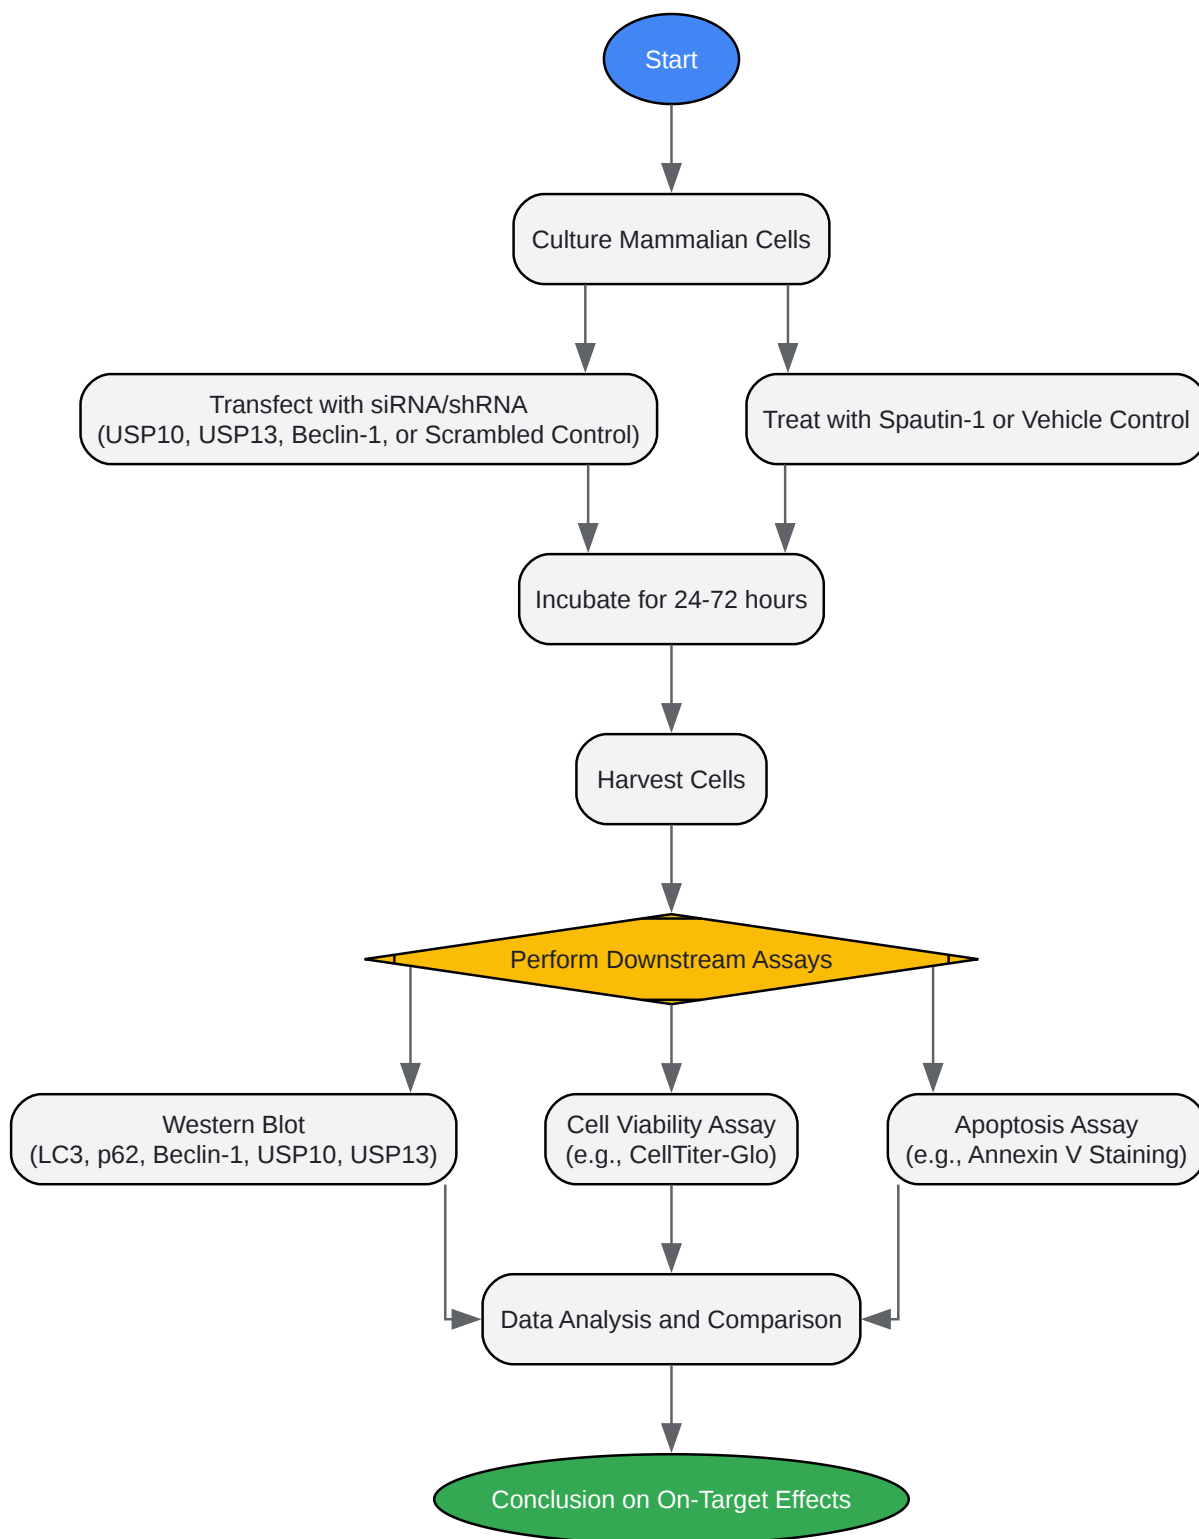 Start
Culture Mammalian Cells
Transfect with siRNA/shRNA
(USP10, USP13, Beclin-1, or Scrambled Control)
Treat with Spautin-1 or Vehicle Control
Incubate for 24-72 hours
Harvest Cells
Perform Downstream Assays
Western Blot
(LC3, p62, Beclin-1, USP10, USP13)
Cell Viability Assay
(e.g., CellTiter-Glo)
Apoptosis Assay
(e.g., Annexin V Staining)
Data Analysis and Comparison
Conclusion on On-Target Effects